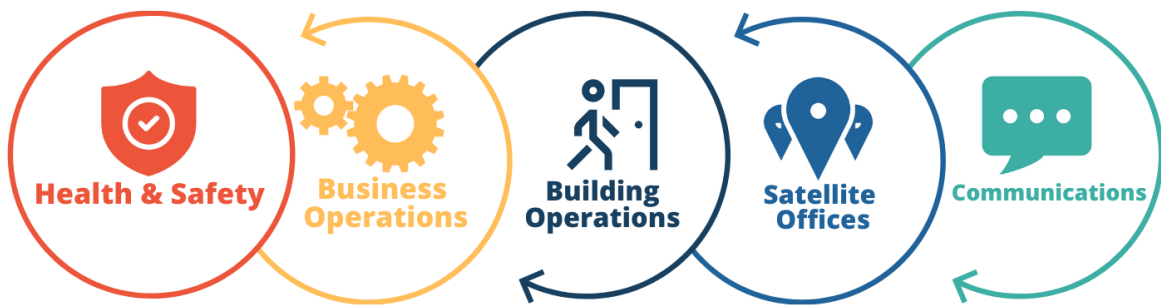 Health & Safety
Business
Operations
Building
Operations
Satellite
Offices
Communications